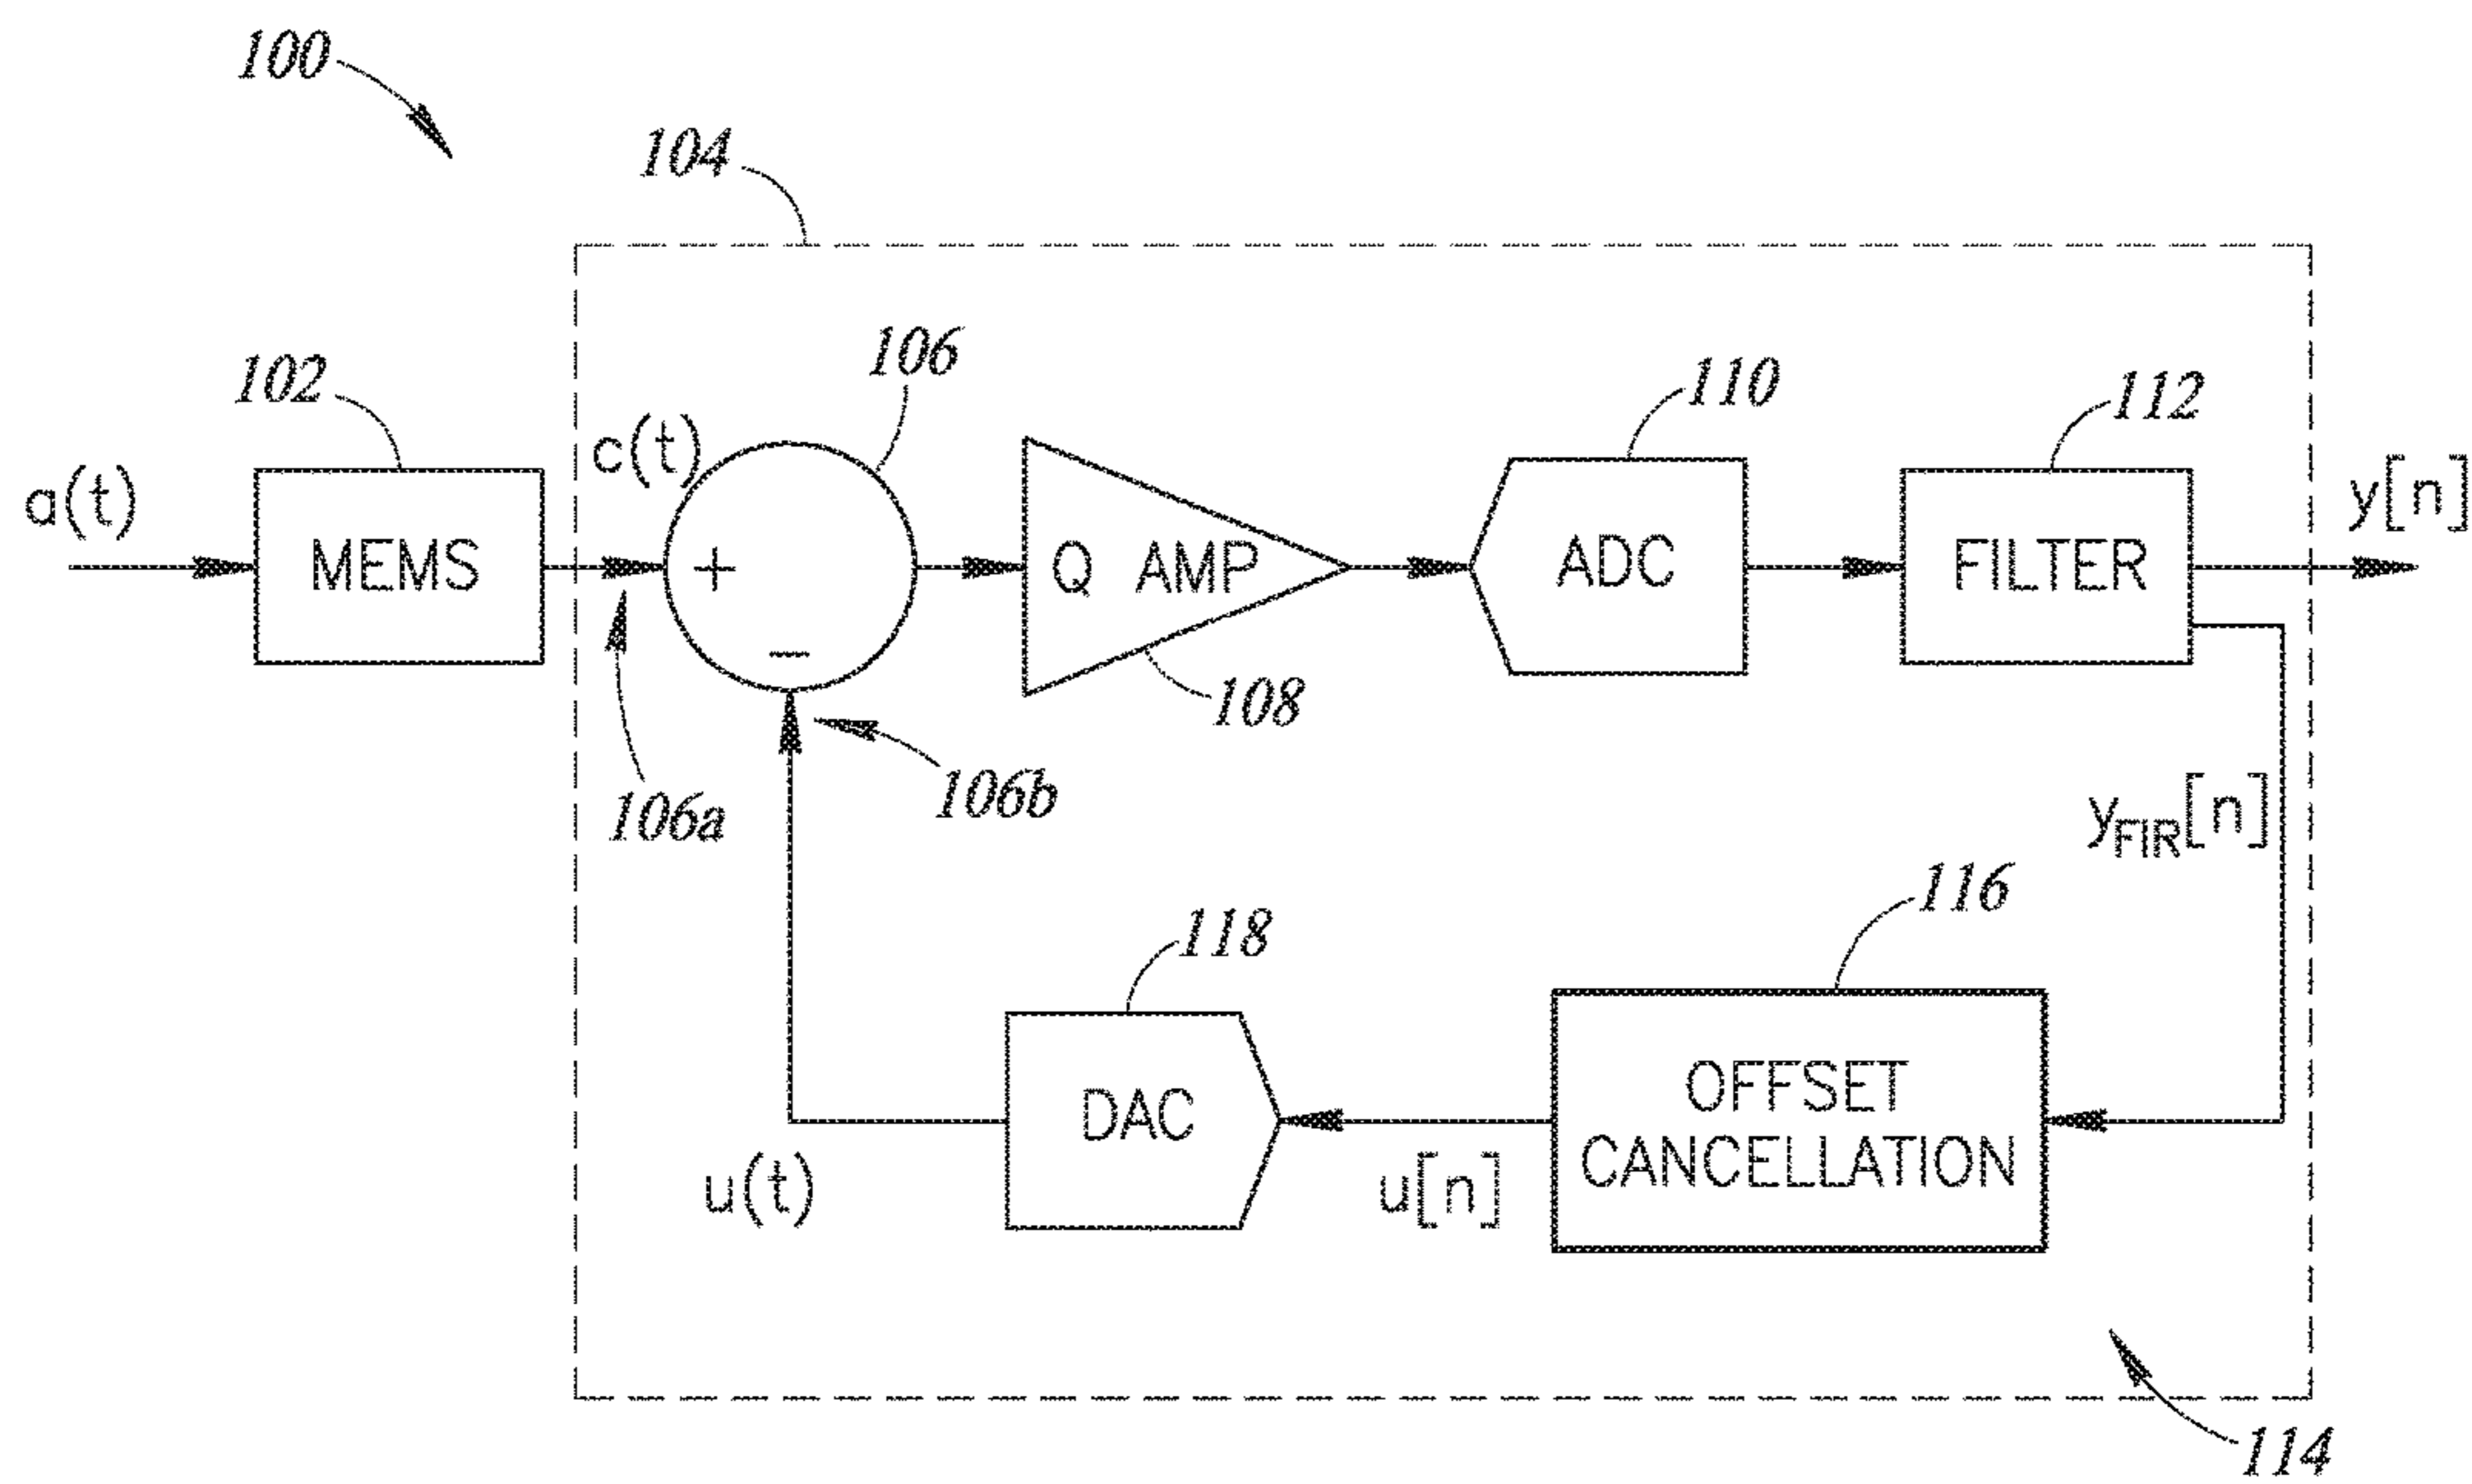 100
104
106
102
110
112
c(t)
a(t)
y[n]
MEMS
+
Q AMP
ADC
FILTER
−
108
106a
106b
yFIR[n]
116
118
OFFSET
CANCELLATION
DAC
u(t)
u[n]
114